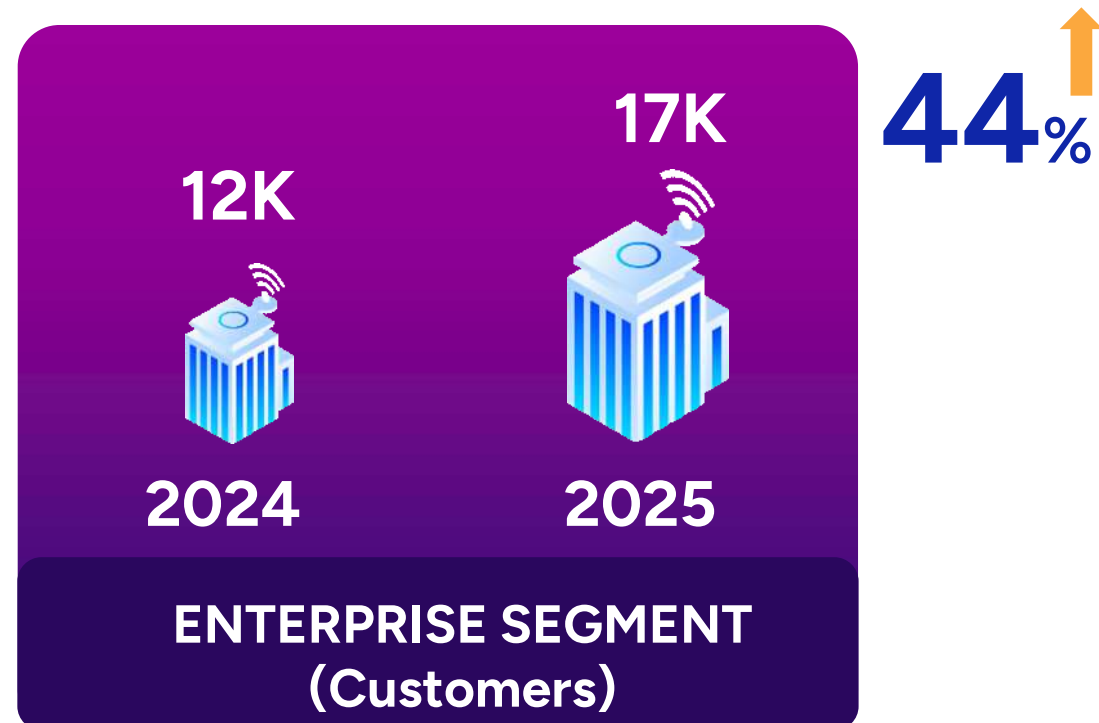 44%
17K
12K
2024 2025
ENTERPRISE SEGMENT
(Customers)